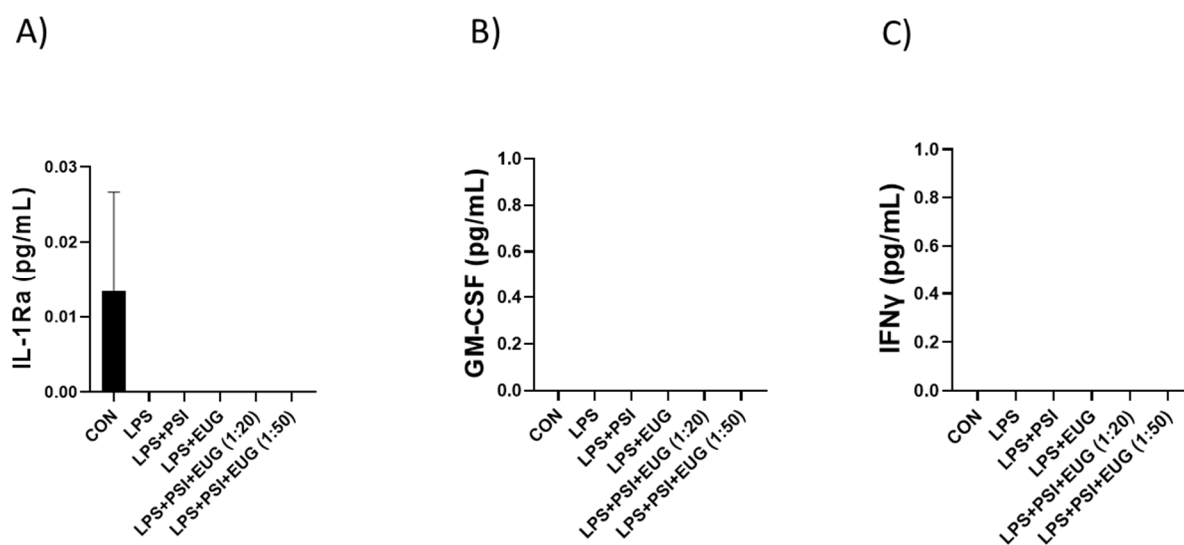 A)
B)
C)
IL-1Ra (pg/mL)
0.03
0.02
0.01
0.00
CON
LPS
LPS+PSI
LPS+EUG
LPS+PSI+EUG (1:20)
LPS+PSI+EUG (1:50)
GM-CSF (pg/mL)
1.0
0.8
0.6
0.4
0.2
0.0
CON
LPS
LPS+PSI
LPS+EUG
LPS+PSI+EUG (1:20)
LPS+PSI+EUG (1:50)
IFNγ (pg/mL)
1.0
0.8
0.6
0.4
0.2
0.0
CON
LPS
LPS+PSI
LPS+EUG
LPS+PSI+EUG (1:20)
LPS+PSI+EUG (1:50)